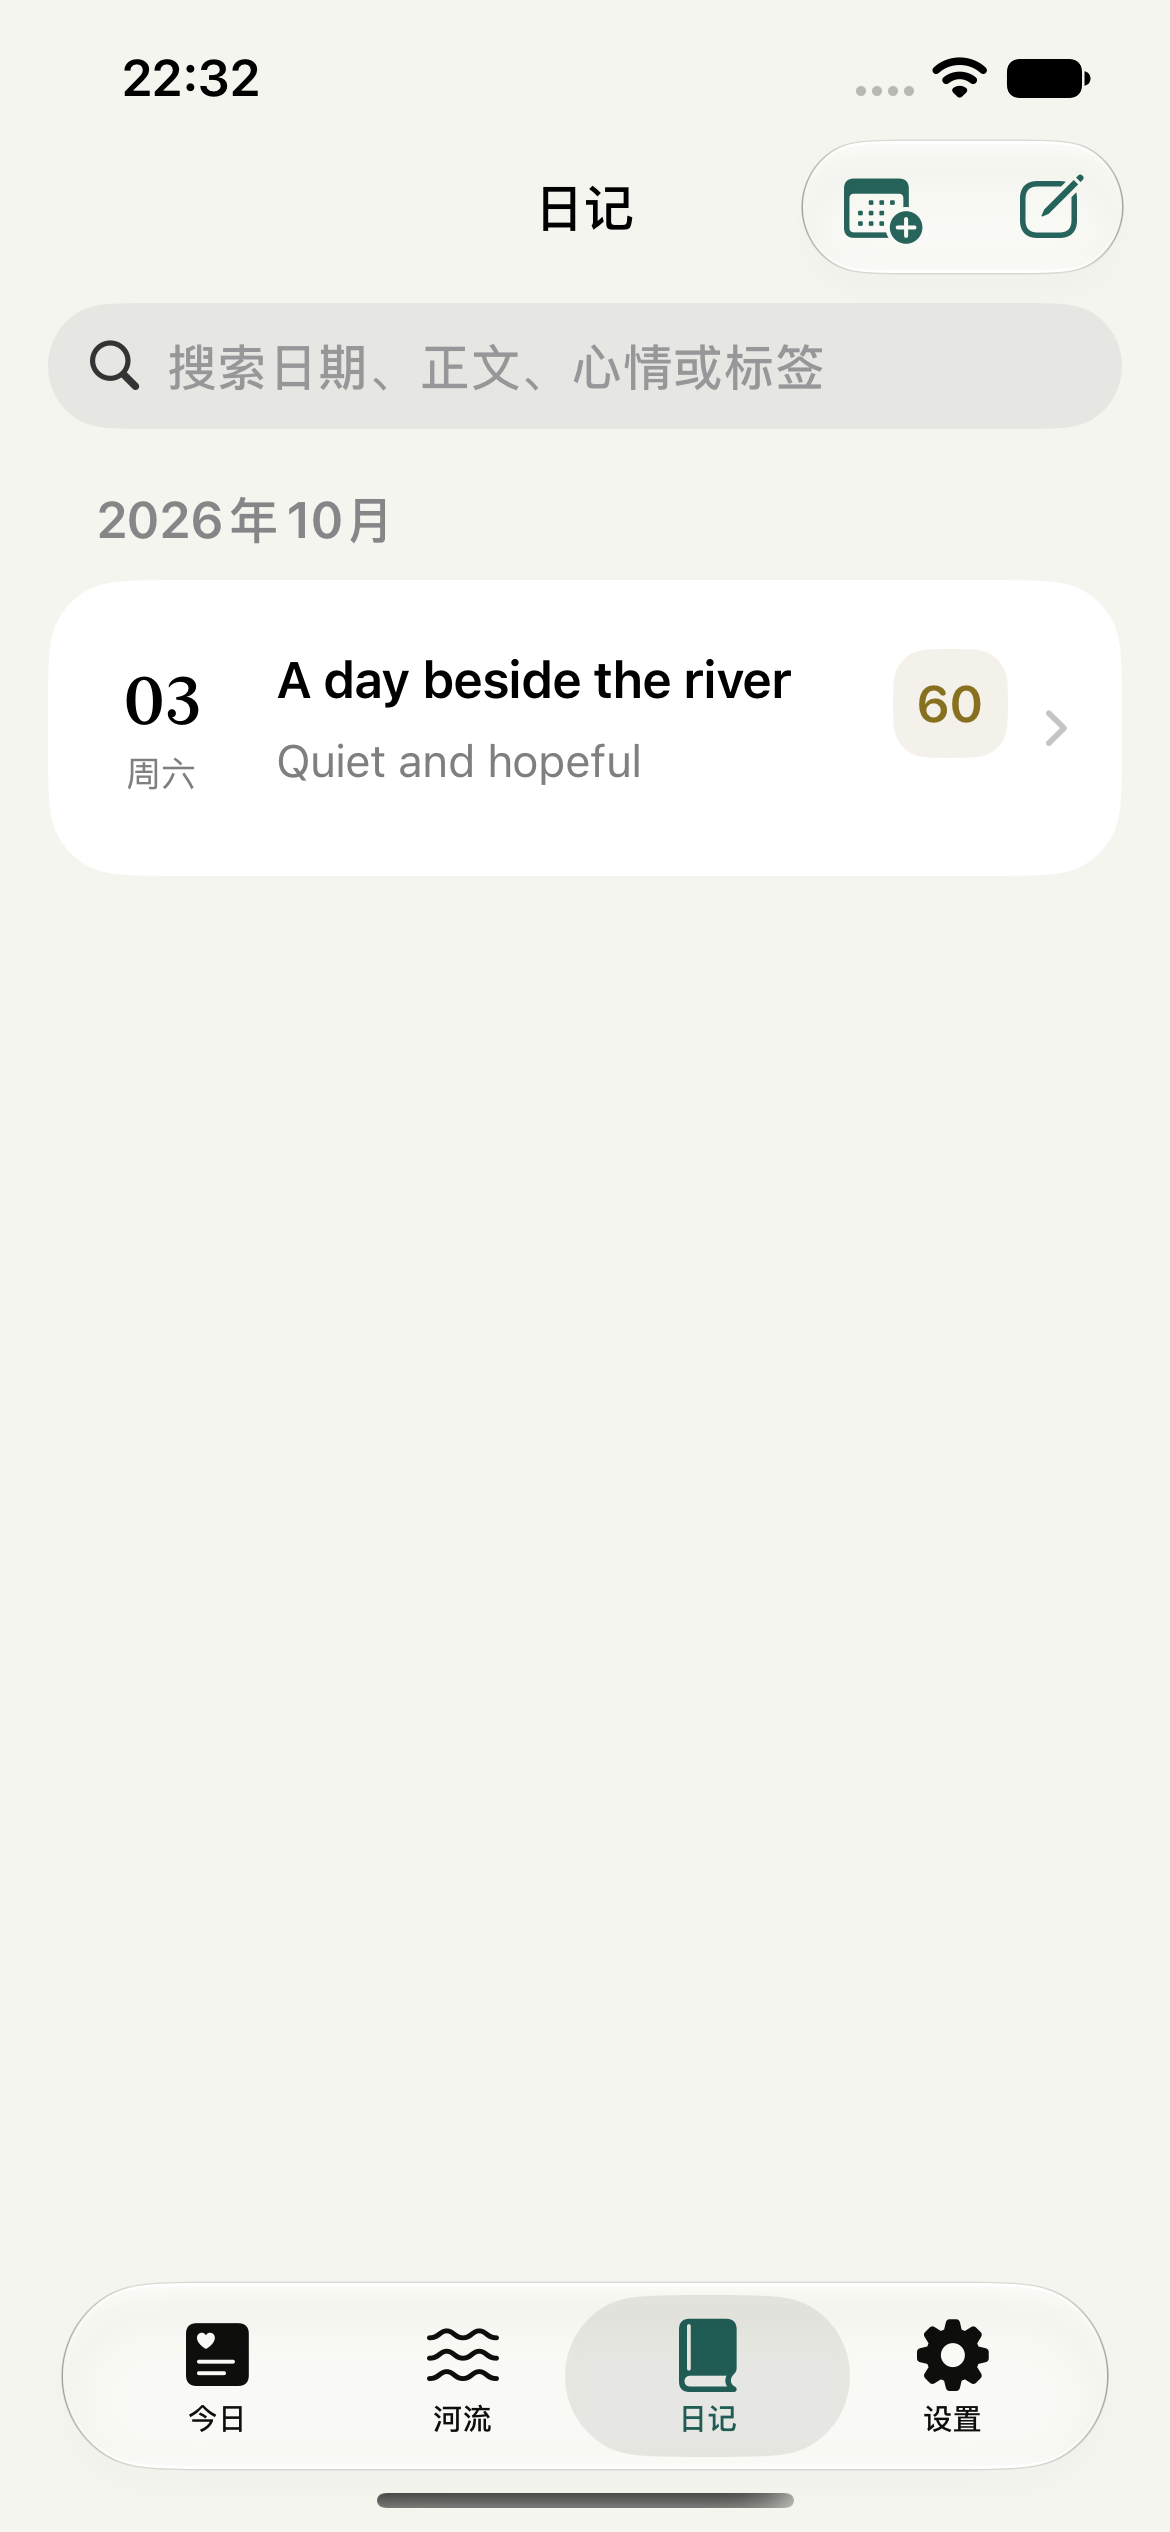 22:32
日记
搜索日期、正文、心情或标签
2026年10月
03
周六
A day beside the river
Quiet and hopeful
60
今日
河流
日记
设置